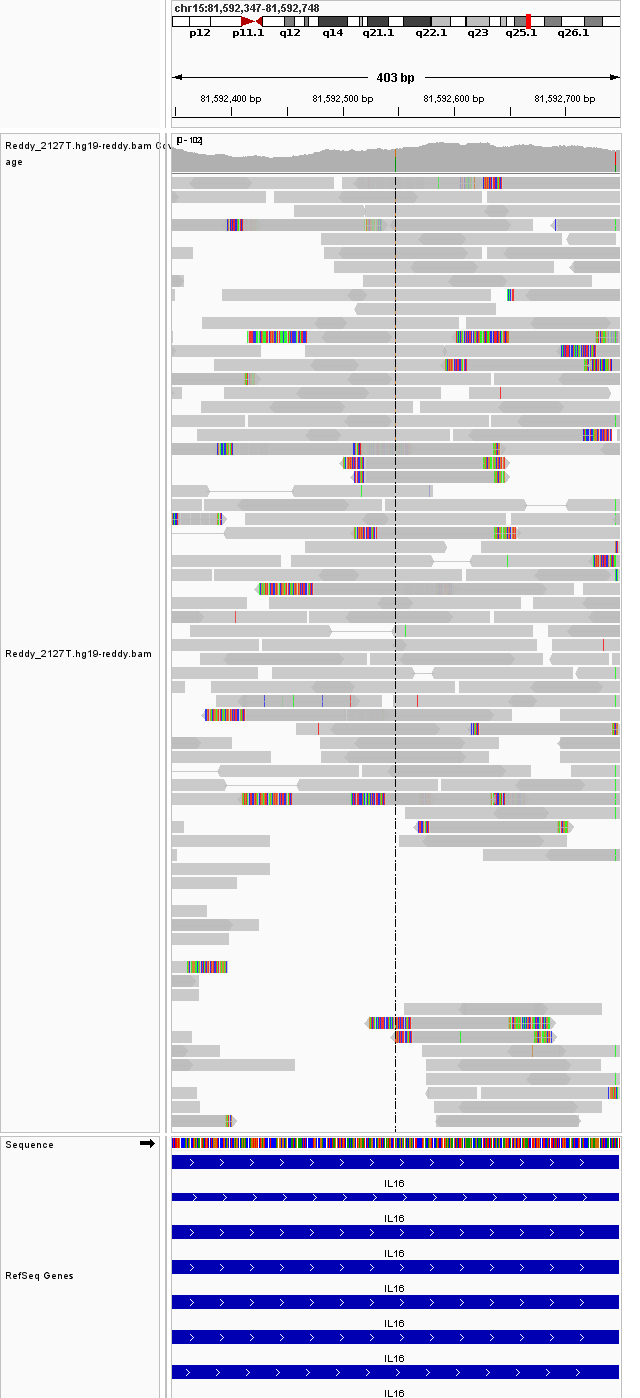 chr15:81,592,347-81,592,748
p12 p11.1 q12 q14 q21.1 q22.1 q23 q25.1 q26.1
403 bp
81,592,400 bp 81,592,500 bp 81,592,600 bp 81,592,700 bp
Reddy_2127T.hg19-reddy.bam Cov
age
[0 - 102]
Reddy_2127T.hg19-reddy.bam
Sequence
IL16
IL16
IL16
RefSeq Genes
IL16
IL16
IL16
IL16